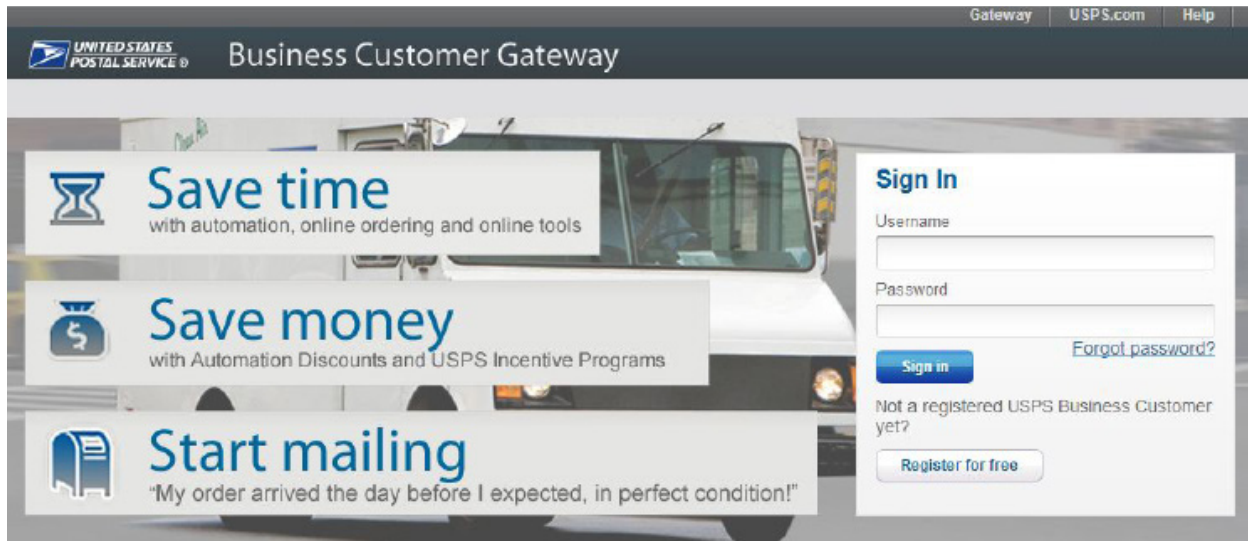 Gateway USPS.com Help
UNITED STATES
POSTAL SERVICE ®
Business Customer Gateway
Clean Air
Save time
with automation, online ordering and online tools
Save money
with Automation Discounts and USPS Incentive Programs
Start mailing
“My order arrived the day before I expected, in perfect condition!”
Sign In
Username
Password
Forgot password?
Sign in
Not a registered USPS Business Customer
yet?
Register for free